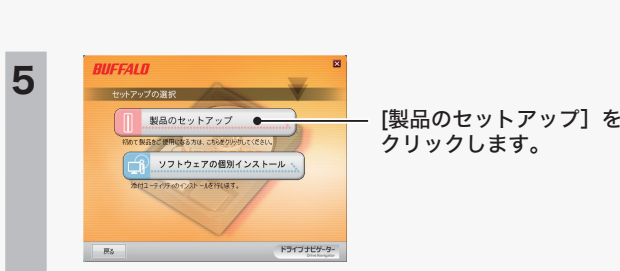 5
BUFFALO
セットアップの選択
製品のセットアップ
初めて製品をご使用になる方は、こちらをクリックしてください。
ソフトウェアの個別インストール
添付ユーティリティのインストールを行います。
戻る
ドライブナビゲーター
Drive Navigator
[製品のセットアップ］を
クリックします。